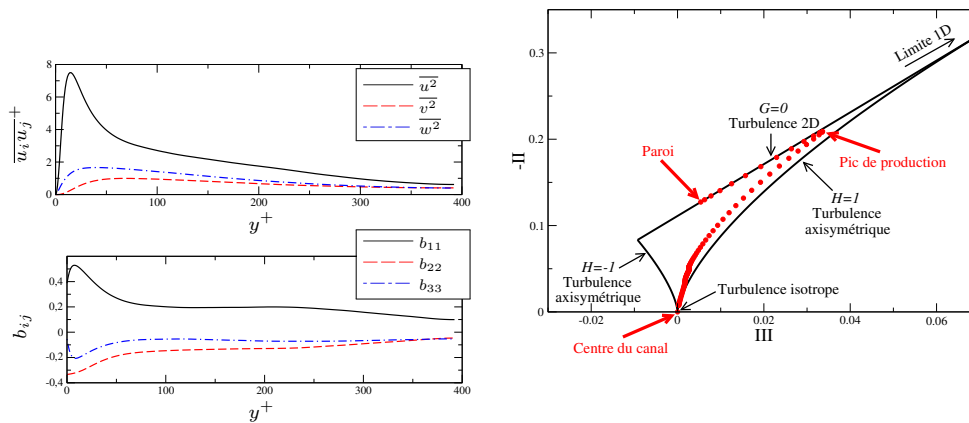 8
6
4
2
0
0
100
200
300
400
y⁺
u_i u_j⁺
u²
v²
w²
0,4
0,2
0
-0,2
-0,4
0
100
200
300
400
y⁺
b_ij
b₁₁
b₂₂
b₃₃
0.3
0.2
0.1
0
-II
-0.02
0
0.02
0.04
0.06
III
Limite 1D
G=0
Turbulence 2D
Paroi
Pic de production
H=1
Turbulence
axisymétrique
H=-1
Turbulence
axisymétrique
Turbulence isotrope
Centre du canal